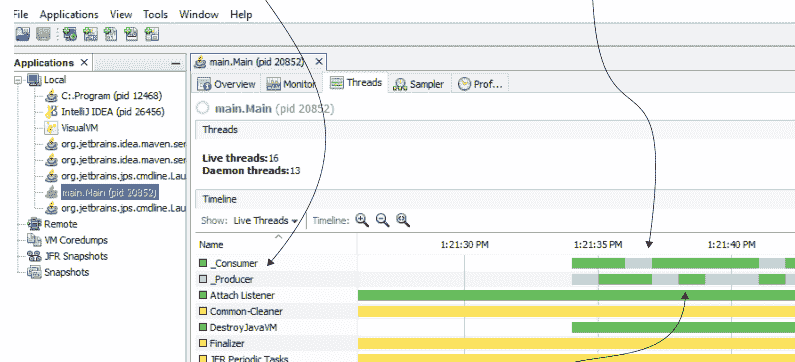 File Applications View Tools Window Help
Applications
Local
C:.Program (pid 12468)
IntelliJ IDEA (pid 26456)
VisualVM
org.jetbrains.idea.maven.ser
org.jetbrains.idea.maven.ser
org.jetbrains.jps.cmdline.Lau
main.Main (pid 20852)
org.jetbrains.jps.cmdline.Lau
Remote
VM Coredumps
JFR Snapshots
Snapshots
main.Main (pid 20852)
Overview Monitor Threads Sampler Prof...
main.Main (pid 20852)
Threads
Live threads:16
Daemon threads:13
Timeline
Show: Live Threads Timeline:
Name 1:21:30 PM 1:21:35 PM 1:21:40 PM
_Consumer
_Producer
Attach Listener
Common-Cleaner
DestroyJavaVM
Finalizer
JFR Periodic Tasks